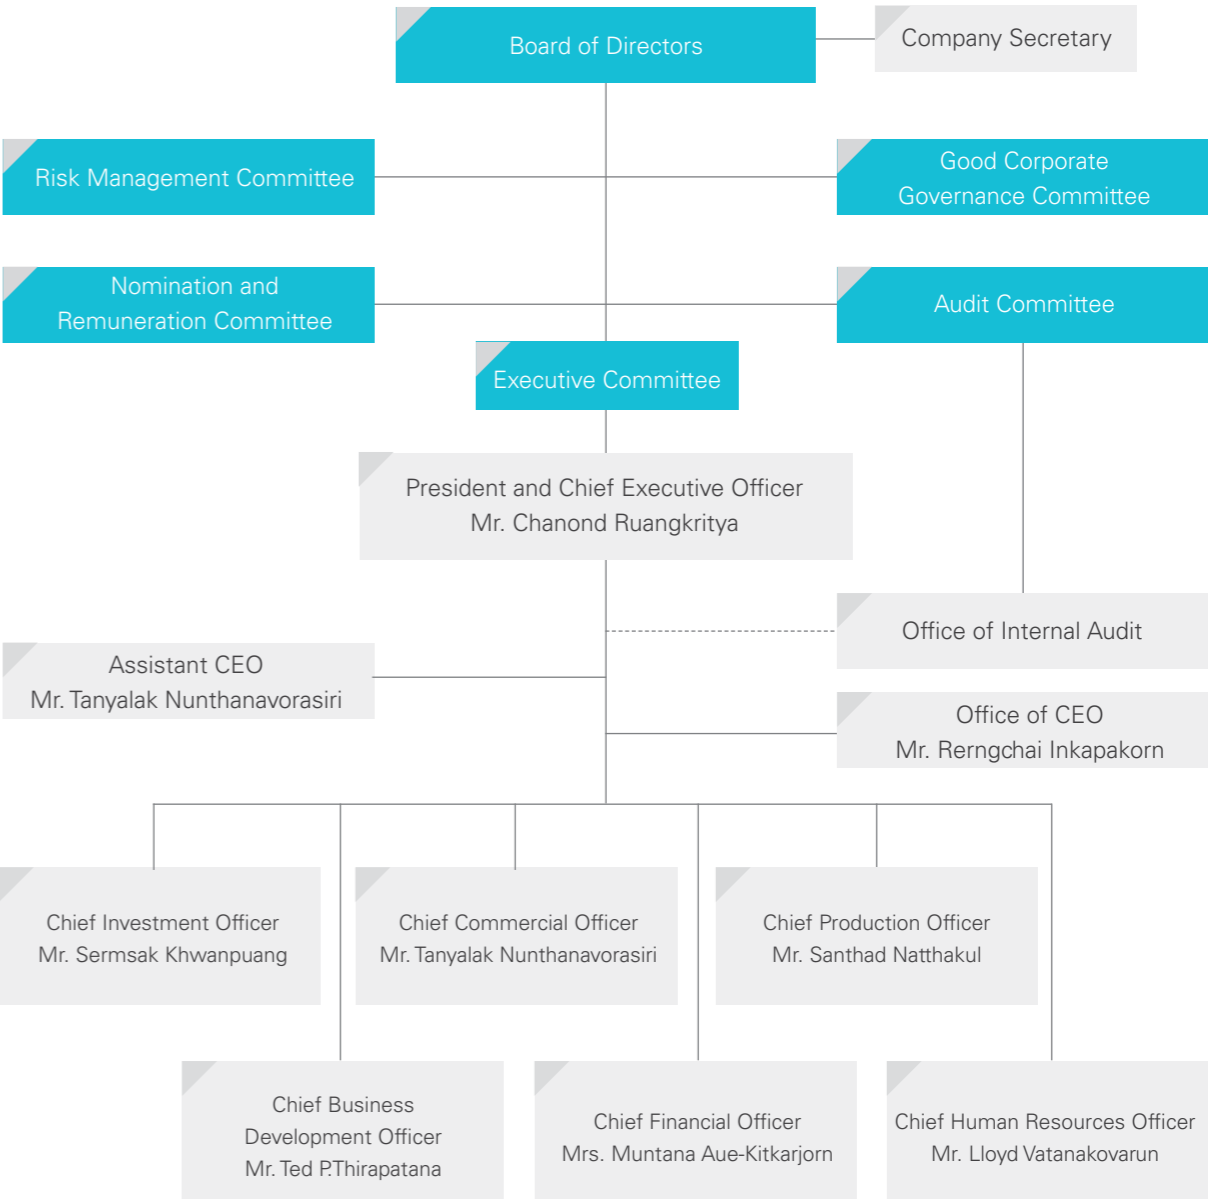 Board of Directors
Company Secretary
Risk Management Committee
Good Corporate
Governance Committee
Nomination and
Remuneration Committee
Audit Committee
Executive Committee
President and Chief Executive Officer
Mr. Chanond Ruangkritya
Office of Internal Audit
Assistant CEO
Mr. Tanyalak Nunthanavorasiri
Office of CEO
Mr. Rerngchai Inkapakorn
Chief Investment Officer
Mr. Sermsak Khwanpuang
Chief Commercial Officer
Mr. Tanyalak Nunthanavorasiri
Chief Production Officer
Mr. Santhad Natthakul
Chief Business
Development Officer
Mr. Ted P.Thirapatana
Chief Financial Officer
Mrs. Muntana Aue-Kitkarjorn
Chief Human Resources Officer
Mr. Lloyd Vatanakovarun